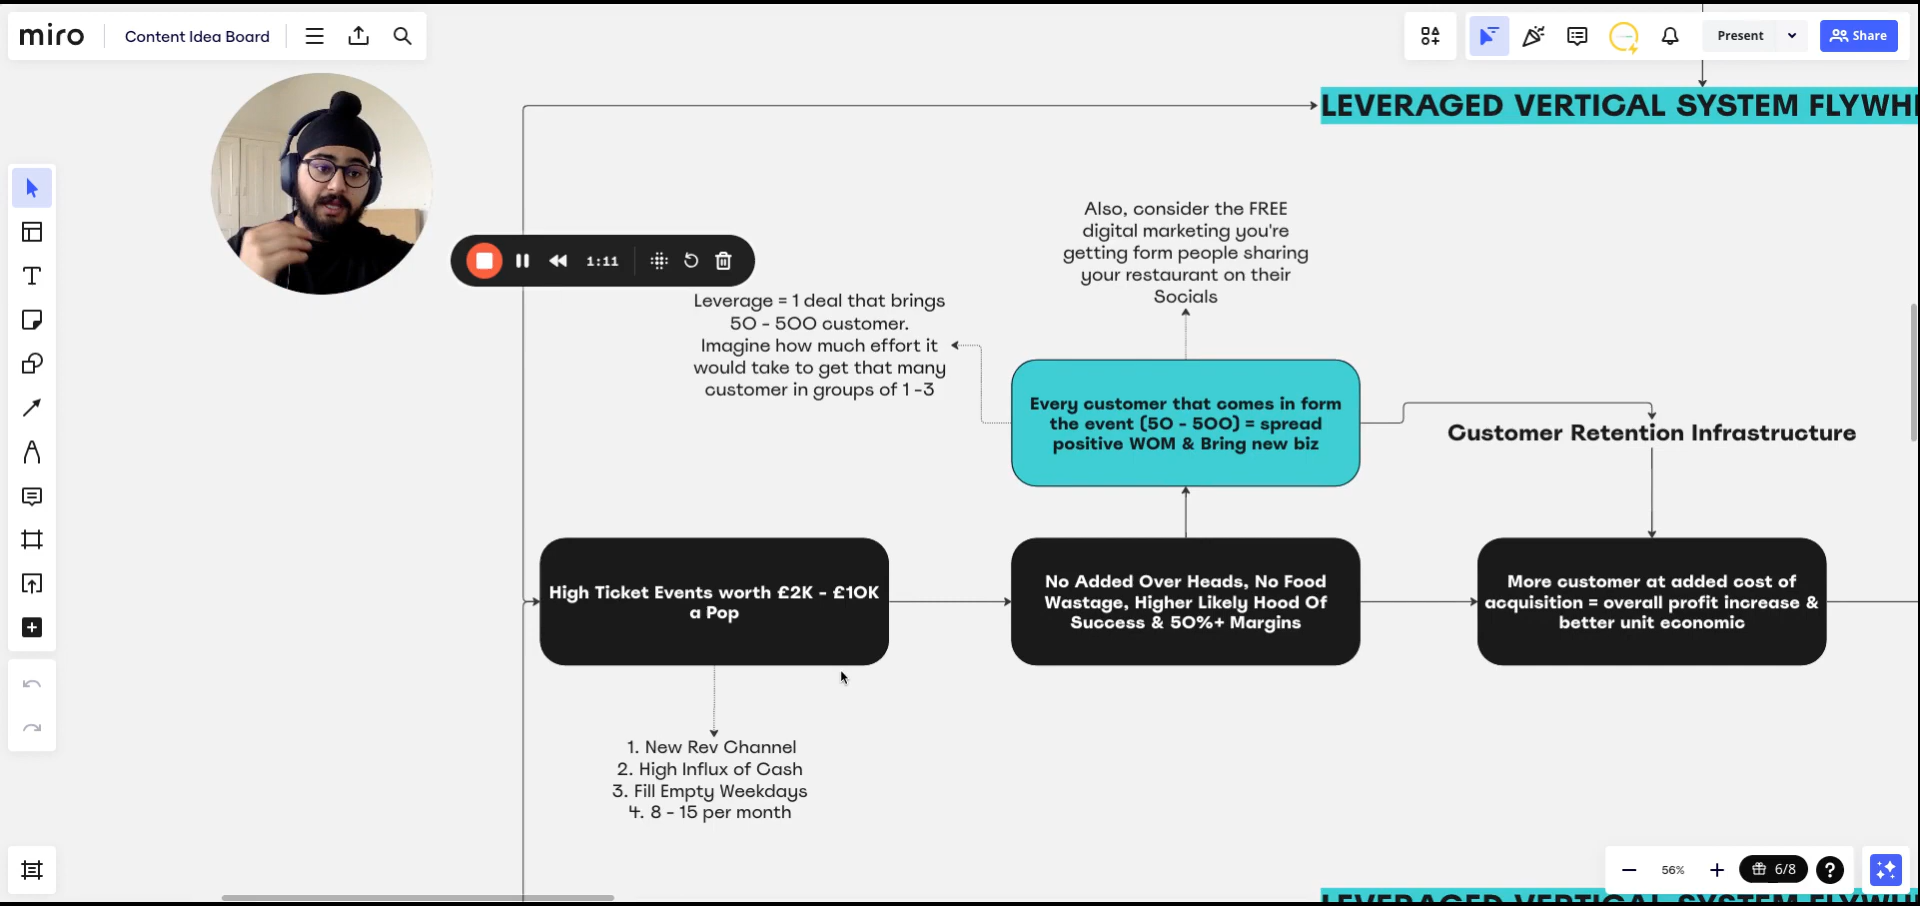 miro
Content Idea Board
Present
Share
LEVERAGED VERTICAL SYSTEM
1:11
Also, consider the FREE
digital marketing you're
getting form people sharing
your restaurant on their
Socials
Leverage = 1 deal that brings
50 - 500 customer.
Imagine how much effort it
would take to get that many
customer in groups of 1 -3
Every customer that comes in form
the event (50 - 500) = spread
positive WOM & Bring new biz
Customer Retention Infrastructure
High Ticket Events worth £2K - £10K
a Pop
No Added Over Heads, No Food
Wastage, Higher Likely Hood Of
Success & 50%+ Margins
More customer at added cost of
acquisition = overall profit increase &
better unit economic
1. New Rev Channel
2. High Influx of Cash
3. Fill Empty Weekdays
4. 8 - 15 per month
56%
6/8
?
LEVERAGED VERTICAL SYSTEM